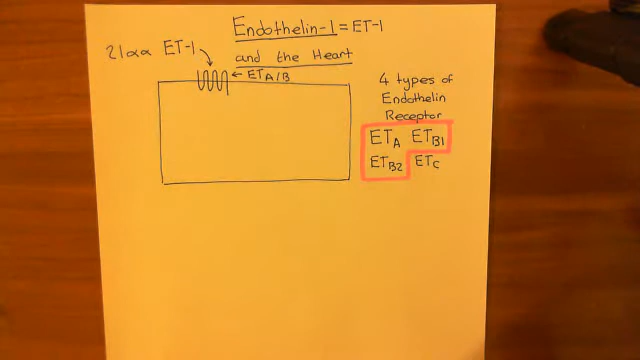 Endothelin-1 = ET-1
and the Heart
21αα ET-1
← ETA/B
4 types of
Endothelin
Receptor
ETA ETB1
ETB2 ETC